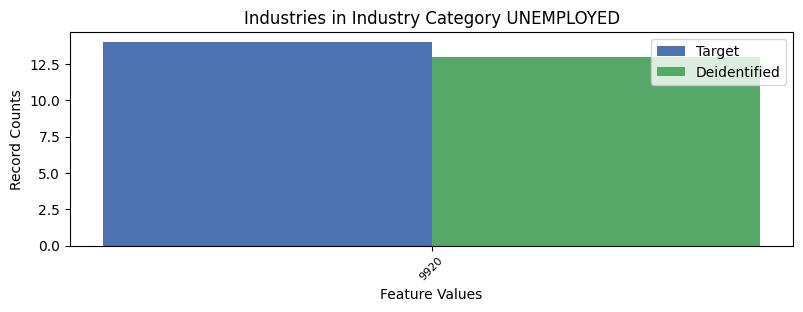 Industries in Industry Category UNEMPLOYED
Target
Deidentified
Record Counts
12.5
10.0
7.5
5.0
2.5
0.0
9920
Feature Values